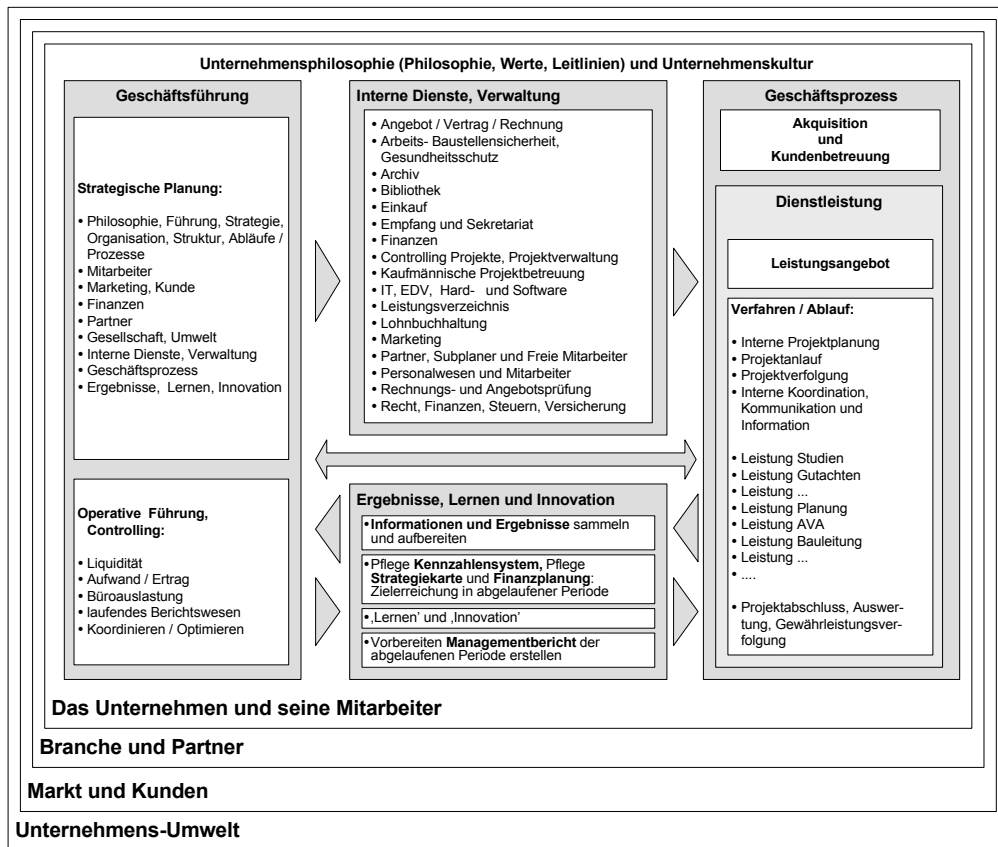 Unternehmensphilosophie (Philosophie, Werte, Leitlinien) und Unternehmenskultur
Geschäftsführung
Strategische Planung:
• Philosophie, Führung, Strategie,
Organisation, Struktur, Abläufe /
Prozesse
• Mitarbeiter
• Marketing, Kunde
• Finanzen
• Partner
• Gesellschaft, Umwelt
• Interne Dienste, Verwaltung
• Geschäftsprozess
• Ergebnisse, Lernen, Innovation
Operative Führung,
Controlling:
• Liquidität
• Aufwand / Ertrag
• Büroauslastung
• laufendes Berichtswesen
• Koordinieren / Optimieren
Interne Dienste, Verwaltung
• Angebot / Vertrag / Rechnung
• Arbeits- Baustellensicherheit,
Gesundheitsschutz
• Archiv
• Bibliothek
• Einkauf
• Empfang und Sekretariat
• Finanzen
• Controlling Projekte, Projektverwaltung
• Kaufmännische Projektbetreuung
• IT, EDV, Hard- und Software
• Leistungsverzeichnis
• Lohnbuchhaltung
• Marketing
• Partner, Subplaner und Freie Mitarbeiter
• Personalwesen und Mitarbeiter
• Rechnungs- und Angebotsprüfung
• Recht, Finanzen, Steuern, Versicherung
Ergebnisse, Lernen und Innovation
• Informationen und Ergebnisse sammeln
und aufbereiten
• Pflege Kennzahlensystem, Pflege
Strategiekarte und Finanzplanung:
Zielerreichung in abgelaufener Periode
• ‚Lernen’ und ‚Innovation’
• Vorbereiten Managementbericht der
abgelaufenen Periode erstellen
Geschäftsprozess
Akquisition
und
Kundenbetreuung
Dienstleistung
Leistungsangebot
Verfahren / Ablauf:
• Interne Projektplanung
• Projektanlauf
• Projektverfolgung
• Interne Koordination,
Kommunikation und
Information
• Leistung Studien
• Leistung Gutachten
• Leistung ...
• Leistung Planung
• Leistung AVA
• Leistung Bauleitung
• Leistung ...
• ....
• Projektabschluss, Auswer-
tung, Gewährleistungsver-
folgung
Das Unternehmen und seine Mitarbeiter
Branche und Partner
Markt und Kunden
Unternehmens-Umwelt